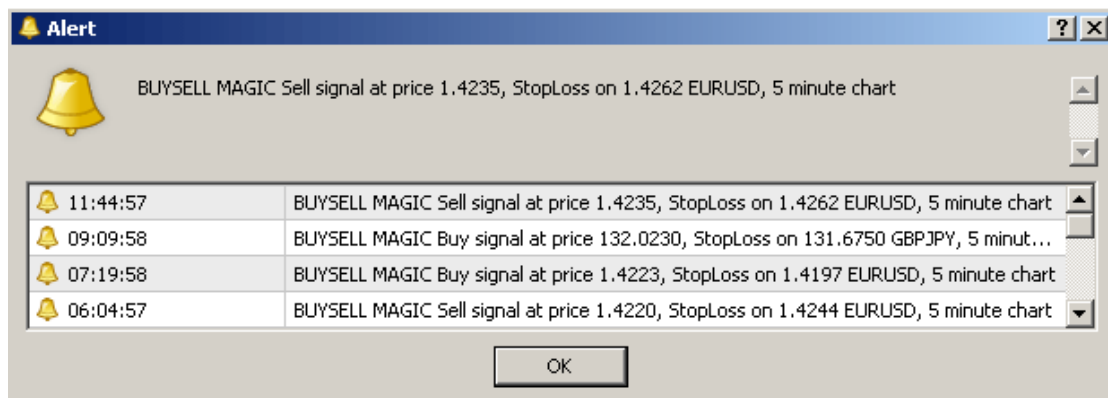 Alert
BUYSELL MAGIC Sell signal at price 1.4235, StopLoss on 1.4262 EURUSD, 5 minute chart
11:44:57 BUYSELL MAGIC Sell signal at price 1.4235, StopLoss on 1.4262 EURUSD, 5 minute chart
09:09:58 BUYSELL MAGIC Buy signal at price 132.0230, StopLoss on 131.6750 GBPJPY, 5 minut...
07:19:58 BUYSELL MAGIC Buy signal at price 1.4223, StopLoss on 1.4197 EURUSD, 5 minute chart
06:04:57 BUYSELL MAGIC Sell signal at price 1.4220, StopLoss on 1.4244 EURUSD, 5 minute chart
OK